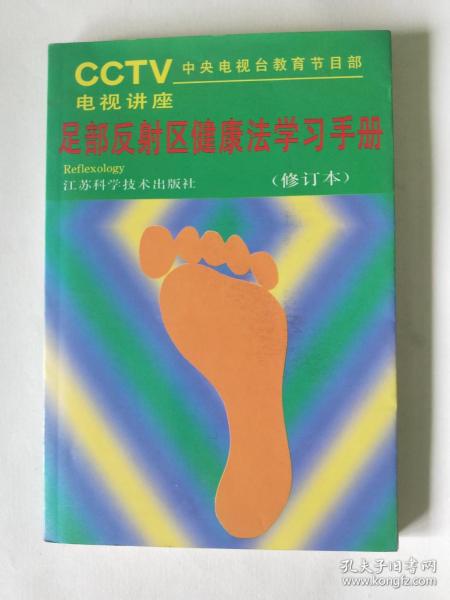 CCTV 中央电视台教育节目部
电视讲座
足部反射区健康法学习手册
Reflexology
江苏科学技术出版社 (修订本)
孔夫子旧书网
www.kongfz.com